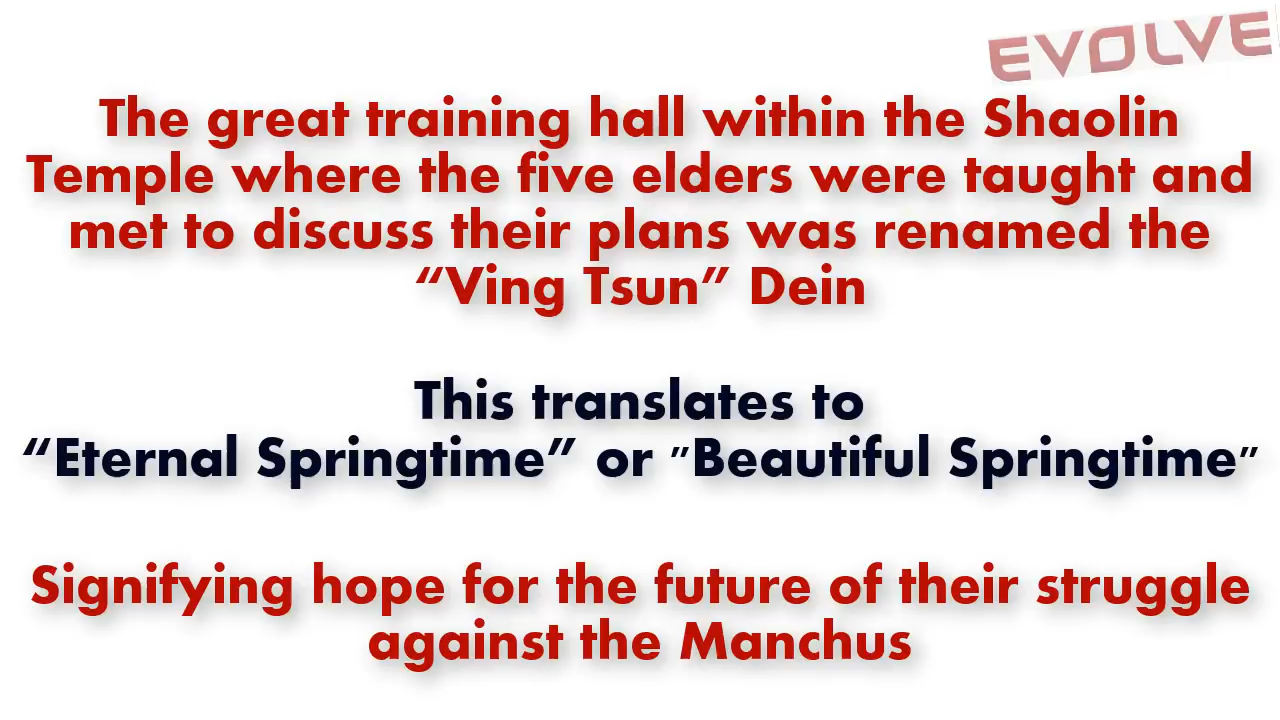 EVOLVE
The great training hall within the Shaolin
Temple where the five elders were taught and
met to discuss their plans was renamed the
“Ving Tsun” Dein
This translates to
“Eternal Springtime” or ”Beautiful Springtime”
Signifying hope for the future of their struggle
against the Manchus